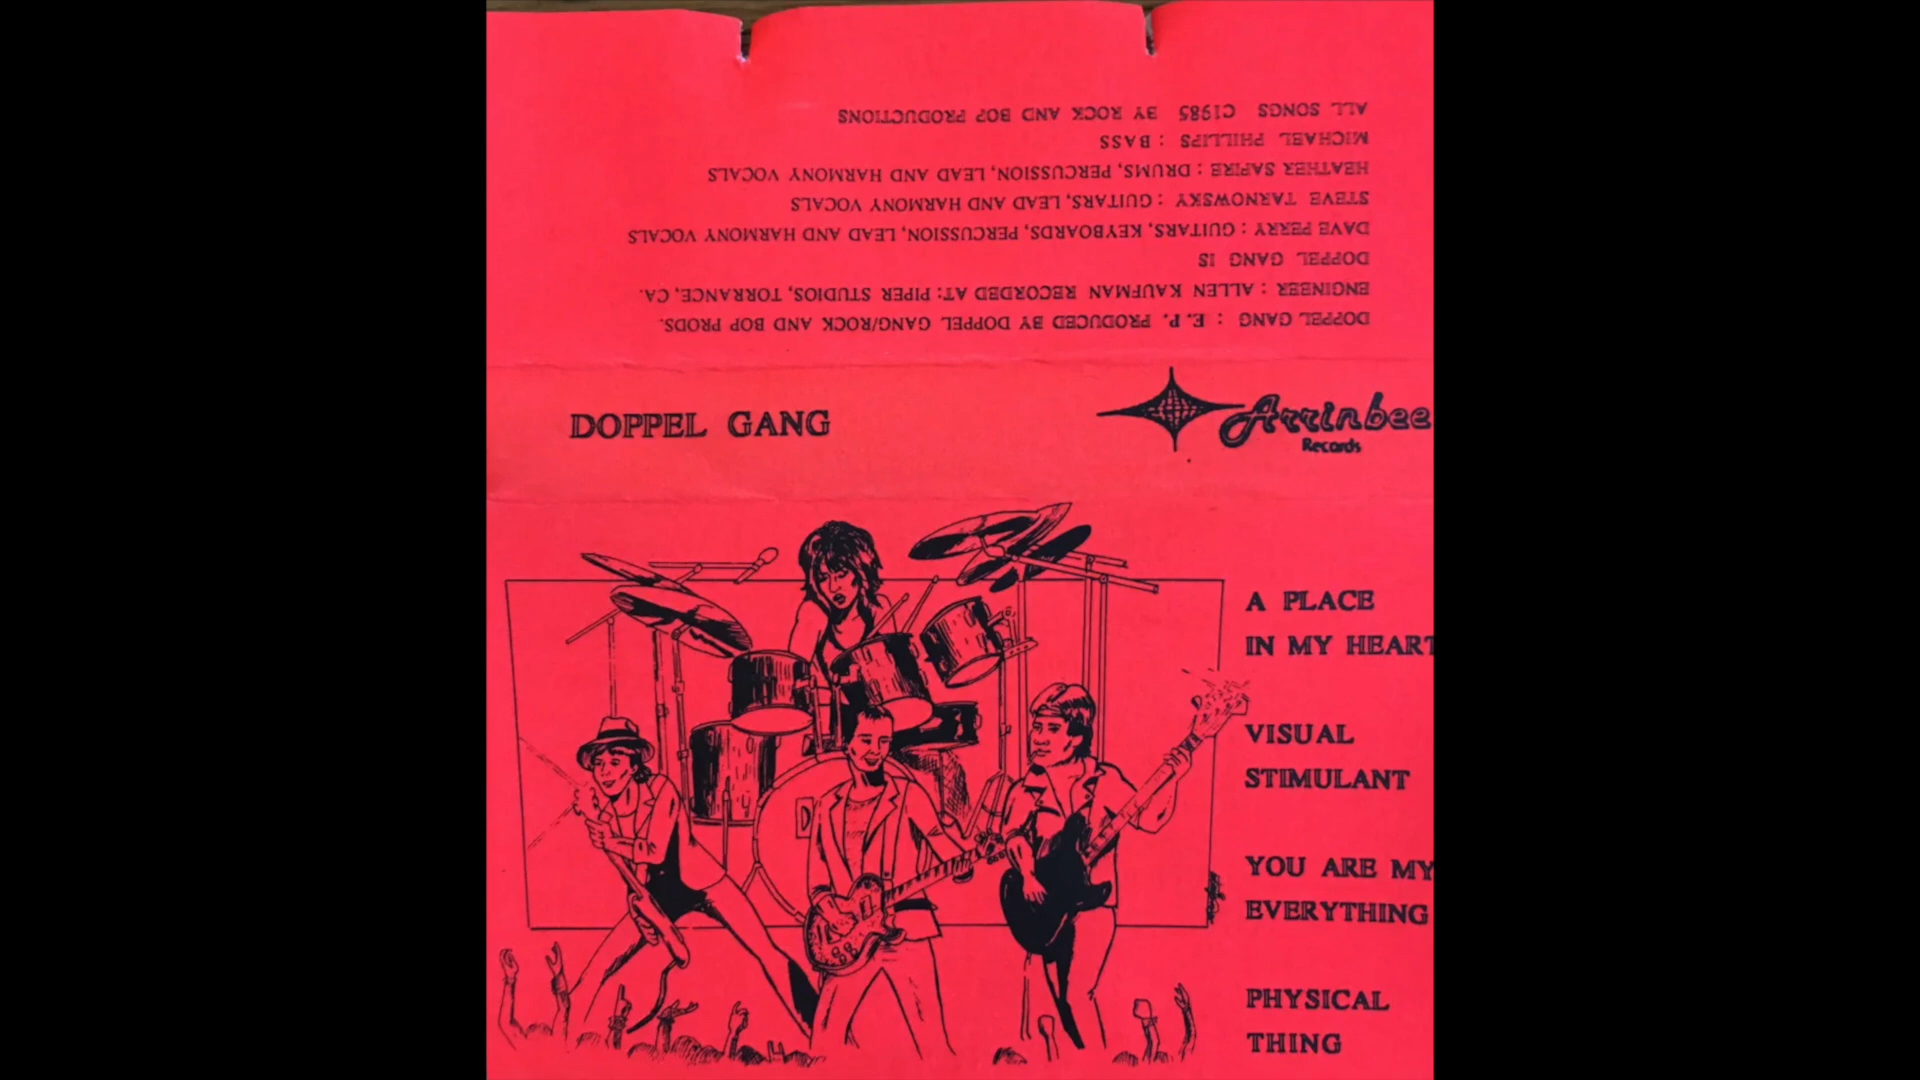 DOPPEL GANG : E. P. PRODUCED BY DOPPEL GANG/ROCK AND BOP PRODS.
ENGINEER : ALLEN KAUFMAN RECORDED AT: PIPER STUDIOS, TORRANCE, CA.
DOPPEL GANG IS
DAVE PERRY : GUITARS, KEYBOARDS, PERCUSSION, LEAD AND HARMONY VOCALS
STEVE TARNOWSKY : GUITARS, LEAD AND HARMONY VOCALS
HEATHER SAPIRE : DRUMS, PERCUSSION, LEAD AND HARMONY VOCALS
MICHAEL PHILLIPS : BASS
ALL SONGS C1985 BY ROCK AND BOP PRODUCTIONS
DOPPEL GANG
Arrinbee
Records
A PLACE
IN MY HEART
VISUAL
STIMULANT
YOU ARE MY
EVERYTHING
PHYSICAL
THING